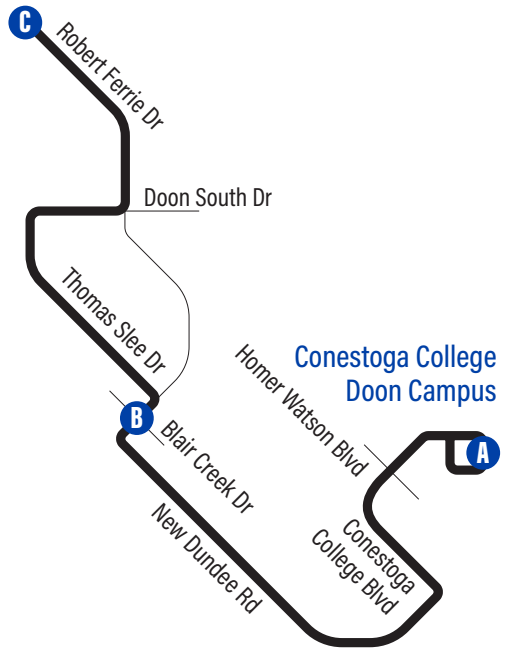 C
Robert Ferrie Dr
Doon South Dr
Thomas Slee Dr
Homer Watson Blvd
Conestoga College
Doon Campus
B
Blair Creek Dr
A
New Dundee Rd
Conestoga
College Blvd